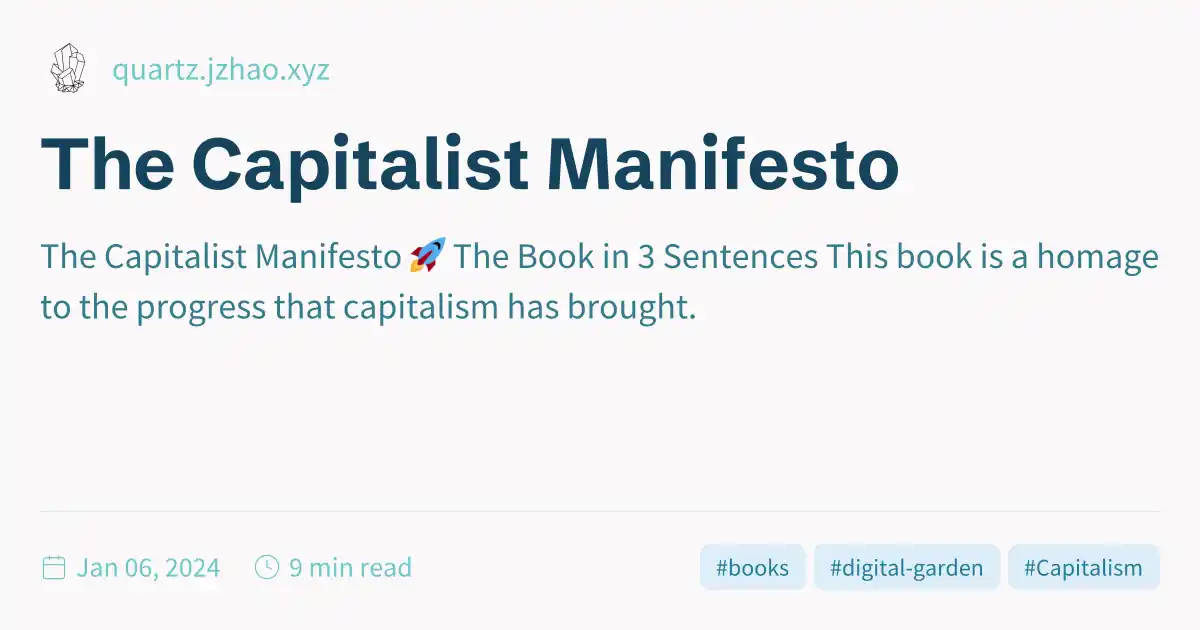 quartz.jzhao.xyz
The Capitalist Manifesto
The Capitalist Manifesto 🚀 The Book in 3 Sentences This book is a homage
to the progress that capitalism has brought.
Jan 06, 2024 9 min read #books #digital-garden #Capitalism